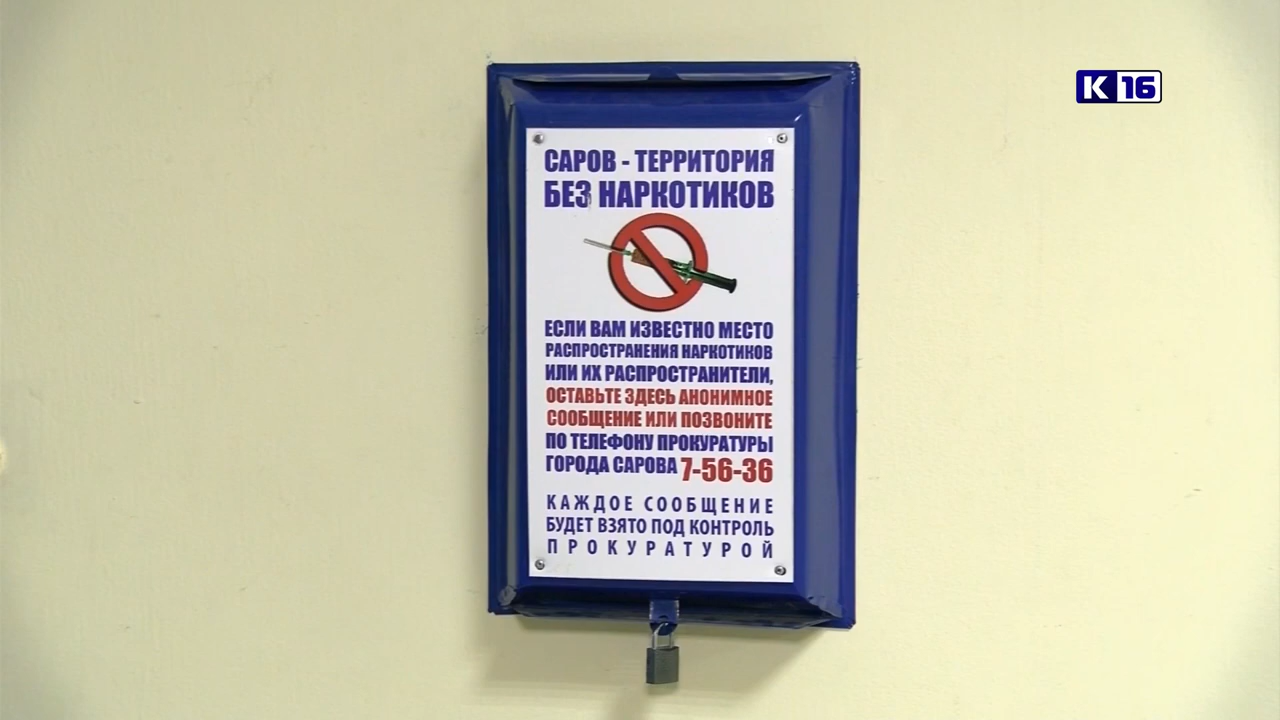 К 16
САРОВ - ТЕРРИТОРИЯ
БЕЗ НАРКОТИКОВ
ЕСЛИ ВАМ ИЗВЕСТНО МЕСТО
РАСПРОСТРАНЕНИЯ НАРКОТИКОВ
ИЛИ ИХ РАСПРОСТРАНИТЕЛИ,
ОСТАВЬТЕ ЗДЕСЬ АНОНИМНОЕ
СООБЩЕНИЕ ИЛИ ПОЗВОНИТЕ
ПО ТЕЛЕФОНУ ПРОКУРАТУРЫ
ГОРОДА САРОВА 7-56-36
КАЖДОЕ СООБЩЕНИЕ
БУДЕТ ВЗЯТО ПОД КОНТРОЛЬ
ПРОКУРАТУРОЙ